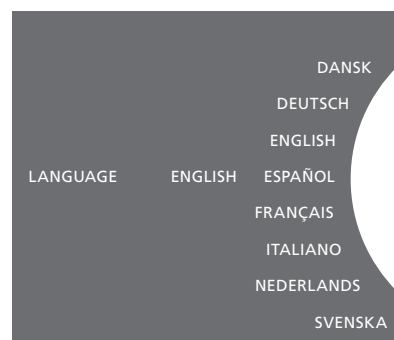 DANSK
DEUTSCH
ENGLISH
LANGUAGE ENGLISH ESPAÑOL
FRANÇAIS
ITALIANO
NEDERLANDS
SVENSKA